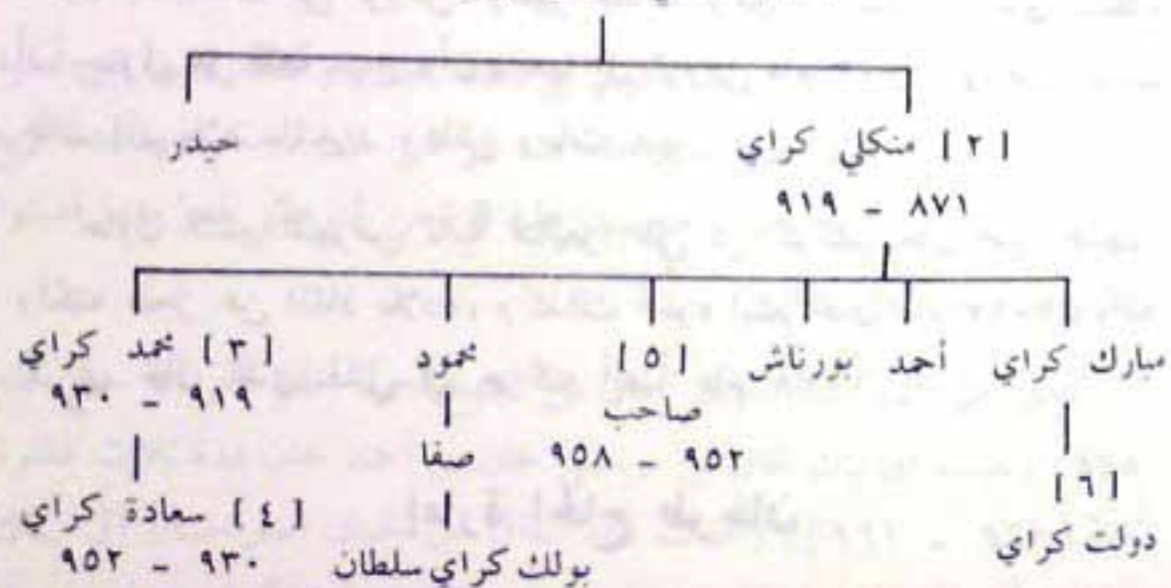 [ ٢ ] منكلي كراي
حيدر
٨٧١ - ٩١٩
مبارك كراي
أحمد
بورناش
[ ٥ ]
صاحب
٩٥٢ - ٩٥٨
محمود
صفا
بولك كراي سلطان
[ ٣ ] محمد كراي
٩١٩ - ٩٣٠
[ ٤ ] سعادة كراي
٩٣٠ - ٩٥٢
[ ٦ ]
دولت كراي